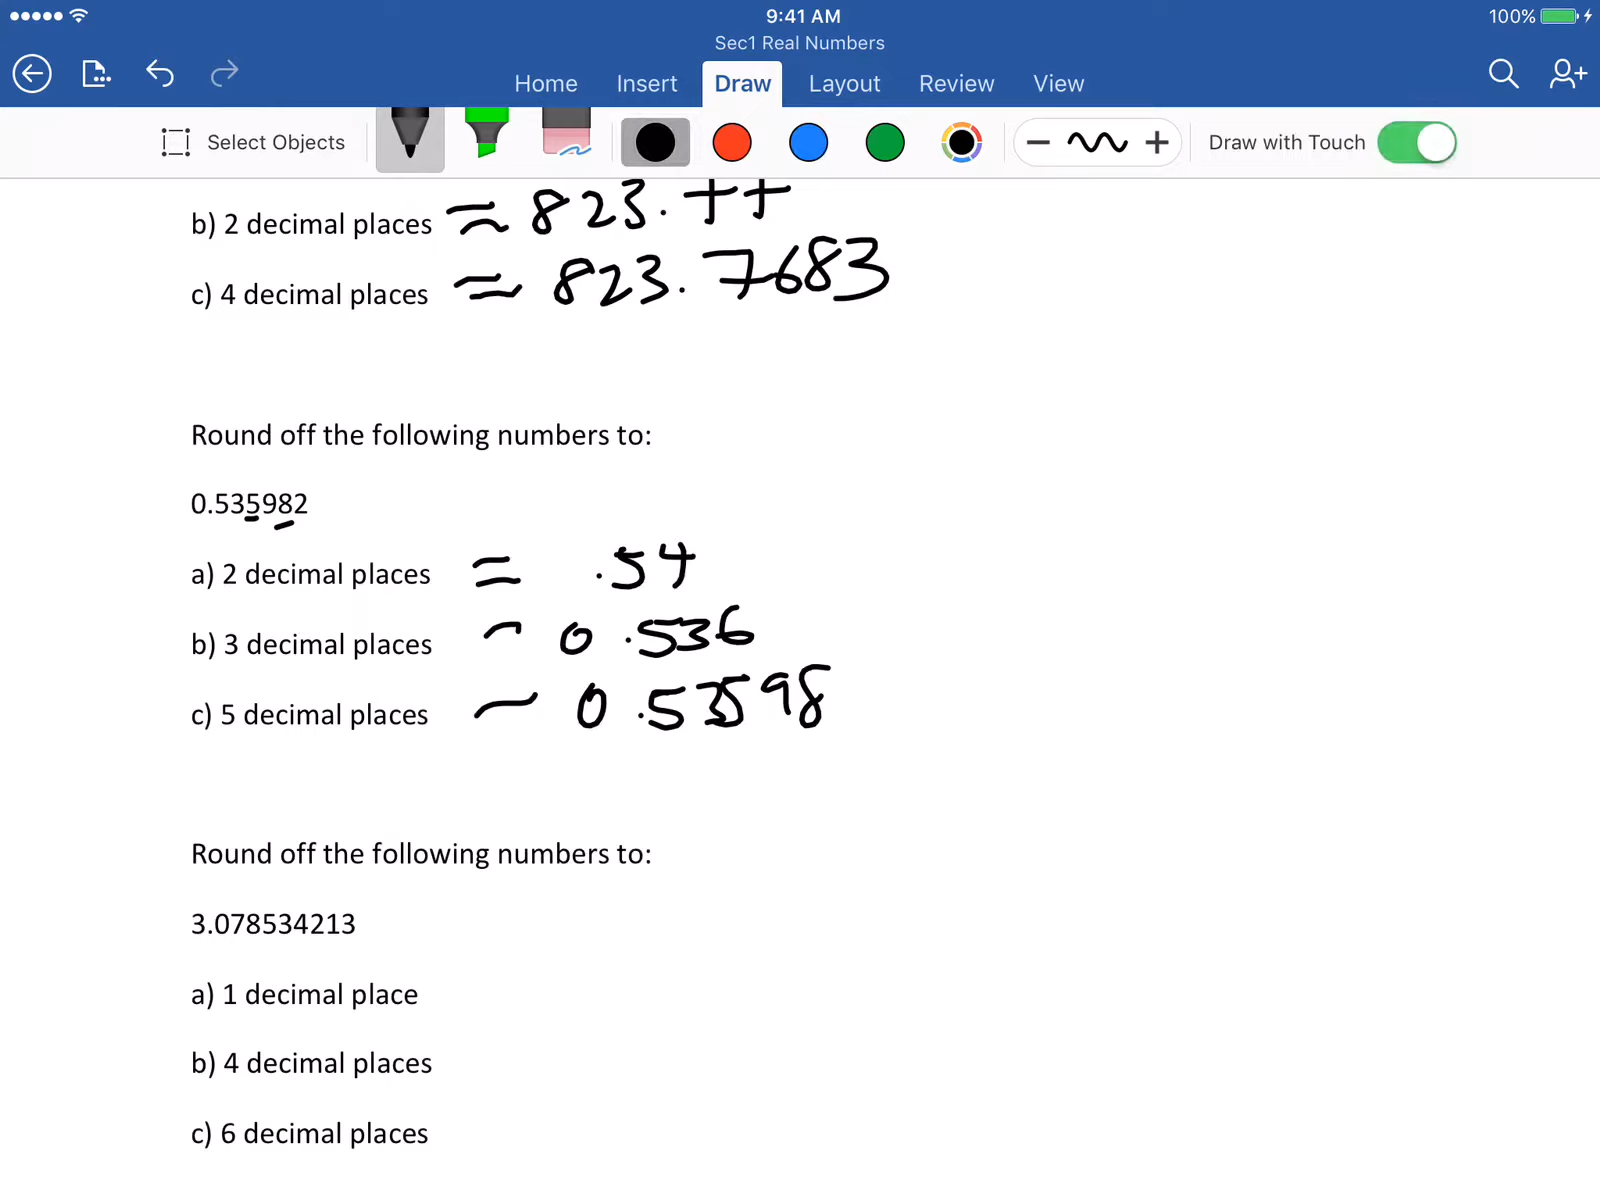 9:41 AM
100%
Sec1 Real Numbers
Home Insert Draw Layout Review View
Select Objects
Draw with Touch
b) 2 decimal places ≈ 823.77
c) 4 decimal places ≈ 823.7683
Round off the following numbers to:
0.535982
a) 2 decimal places = .54
b) 3 decimal places 0.536
c) 5 decimal places 0.53598
Round off the following numbers to:
3.078534213
a) 1 decimal place
b) 4 decimal places
c) 6 decimal places